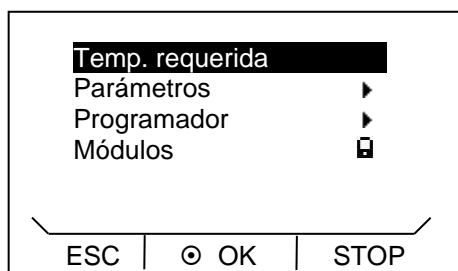 Temp. requerida
Parámetros
Programador
Módulos
ESC OK STOP